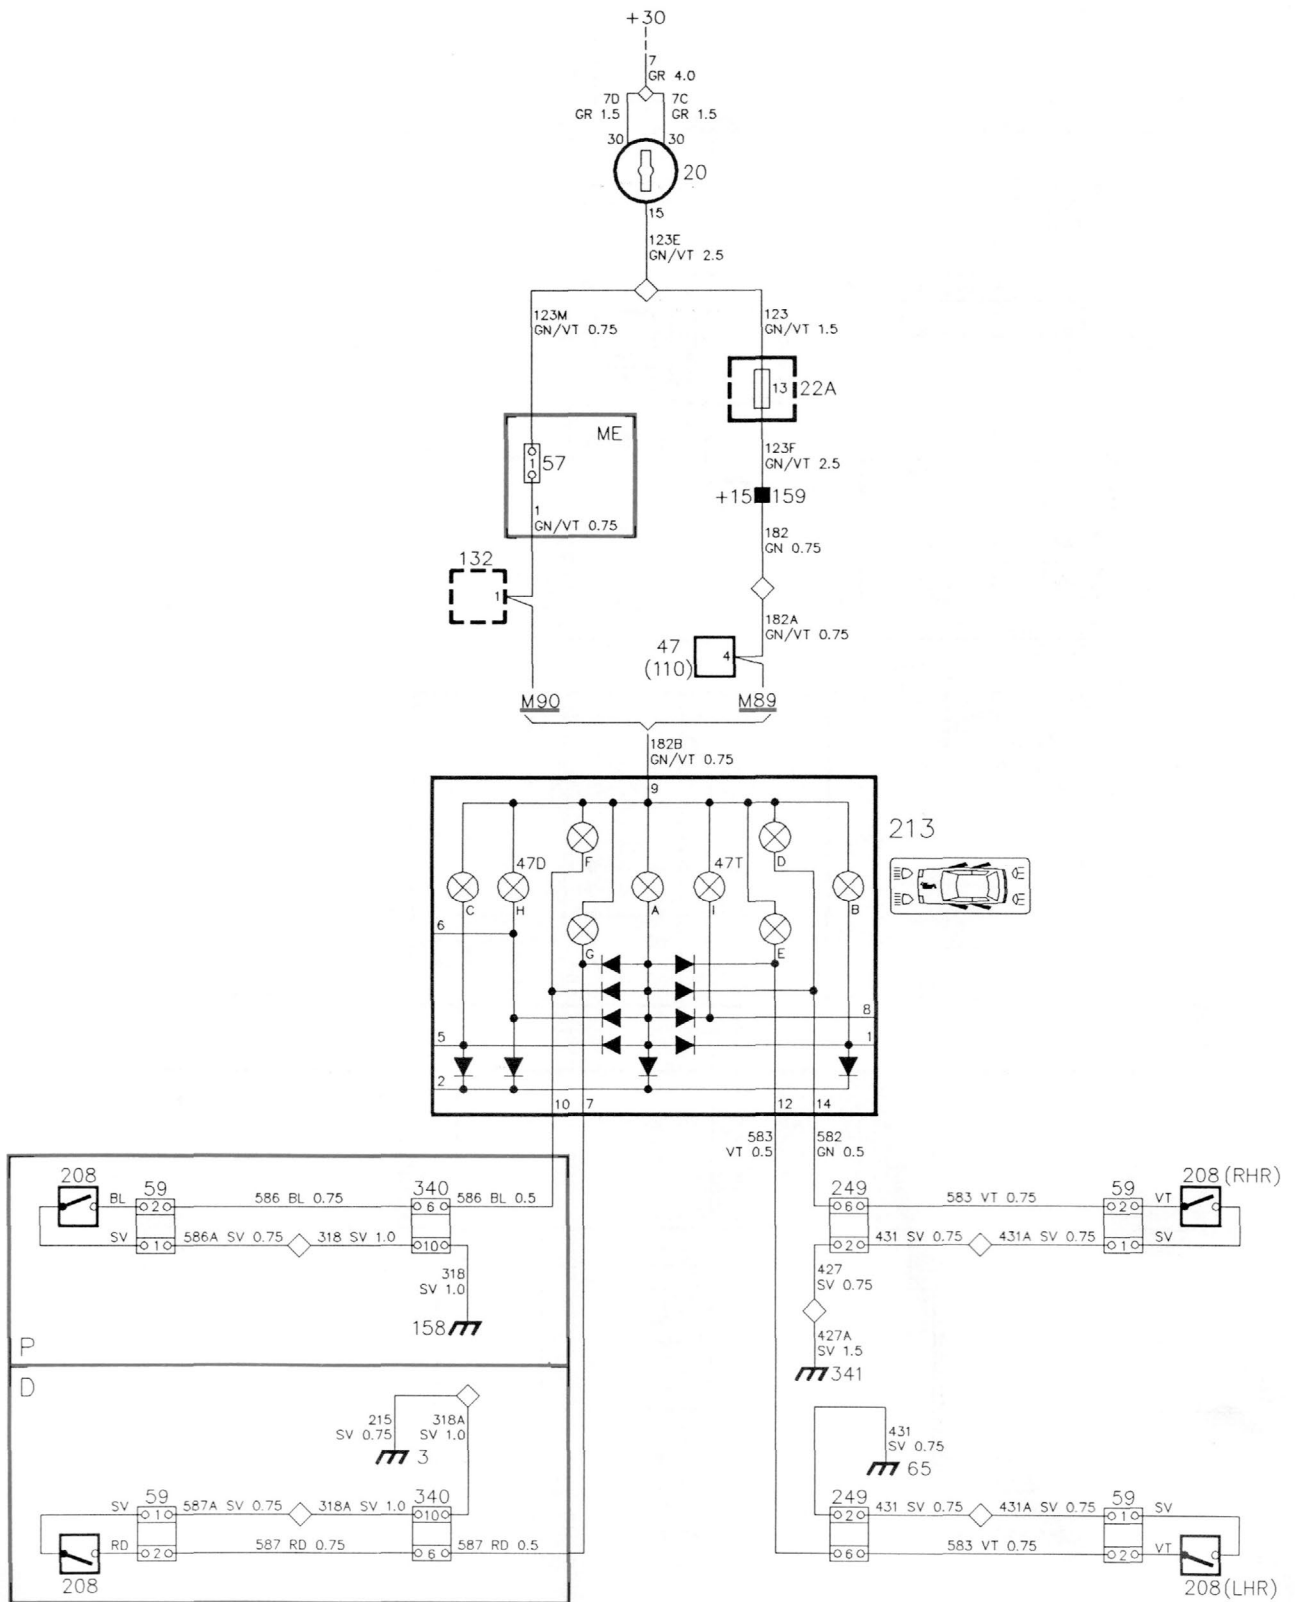 +30
7
GR 4.0
7D 7C
GR 1.5 GR 1.5
30 30
20
15
123E
GN/VT 2.5
123M 123
GN/VT 0.75 GN/VT 1.5
13 22A
ME
1 57
123F
GN/VT 2.5
+15 159
1
GN/VT 0.75
182
GN 0.75
132
1
182A
GN/VT 0.75
47 4
(110)
M90 M89
182B
GN/VT 0.75
9
213
F D
47D 47T
C H A I B
6
G E
8
5 1
2
10 7 12 14
583 582
VT 0.5 GN 0.5
208 59 340 249 59 208(RHR)
BL 2 586 BL 0.75 6 586 BL 0.5 6 583 VT 0.75 2 VT
SV 1 586A SV 0.75 318 SV 1.0 10 2 431 SV 0.75 431A SV 0.75 1 SV
318
SV 1.0
427
SV 0.75
158
427A
SV 1.5
P
341
D
215 318A
SV 0.75 SV 1.0
3
431
SV 0.75
65
59 340 249 59
SV 1 587A SV 0.75 318A SV 1.0 10 2 431 SV 0.75 431A SV 0.75 1 SV
RD 2 587 RD 0.75 6 587 RD 0.5 6 583 VT 0.75 2 VT
208 208(LHR)